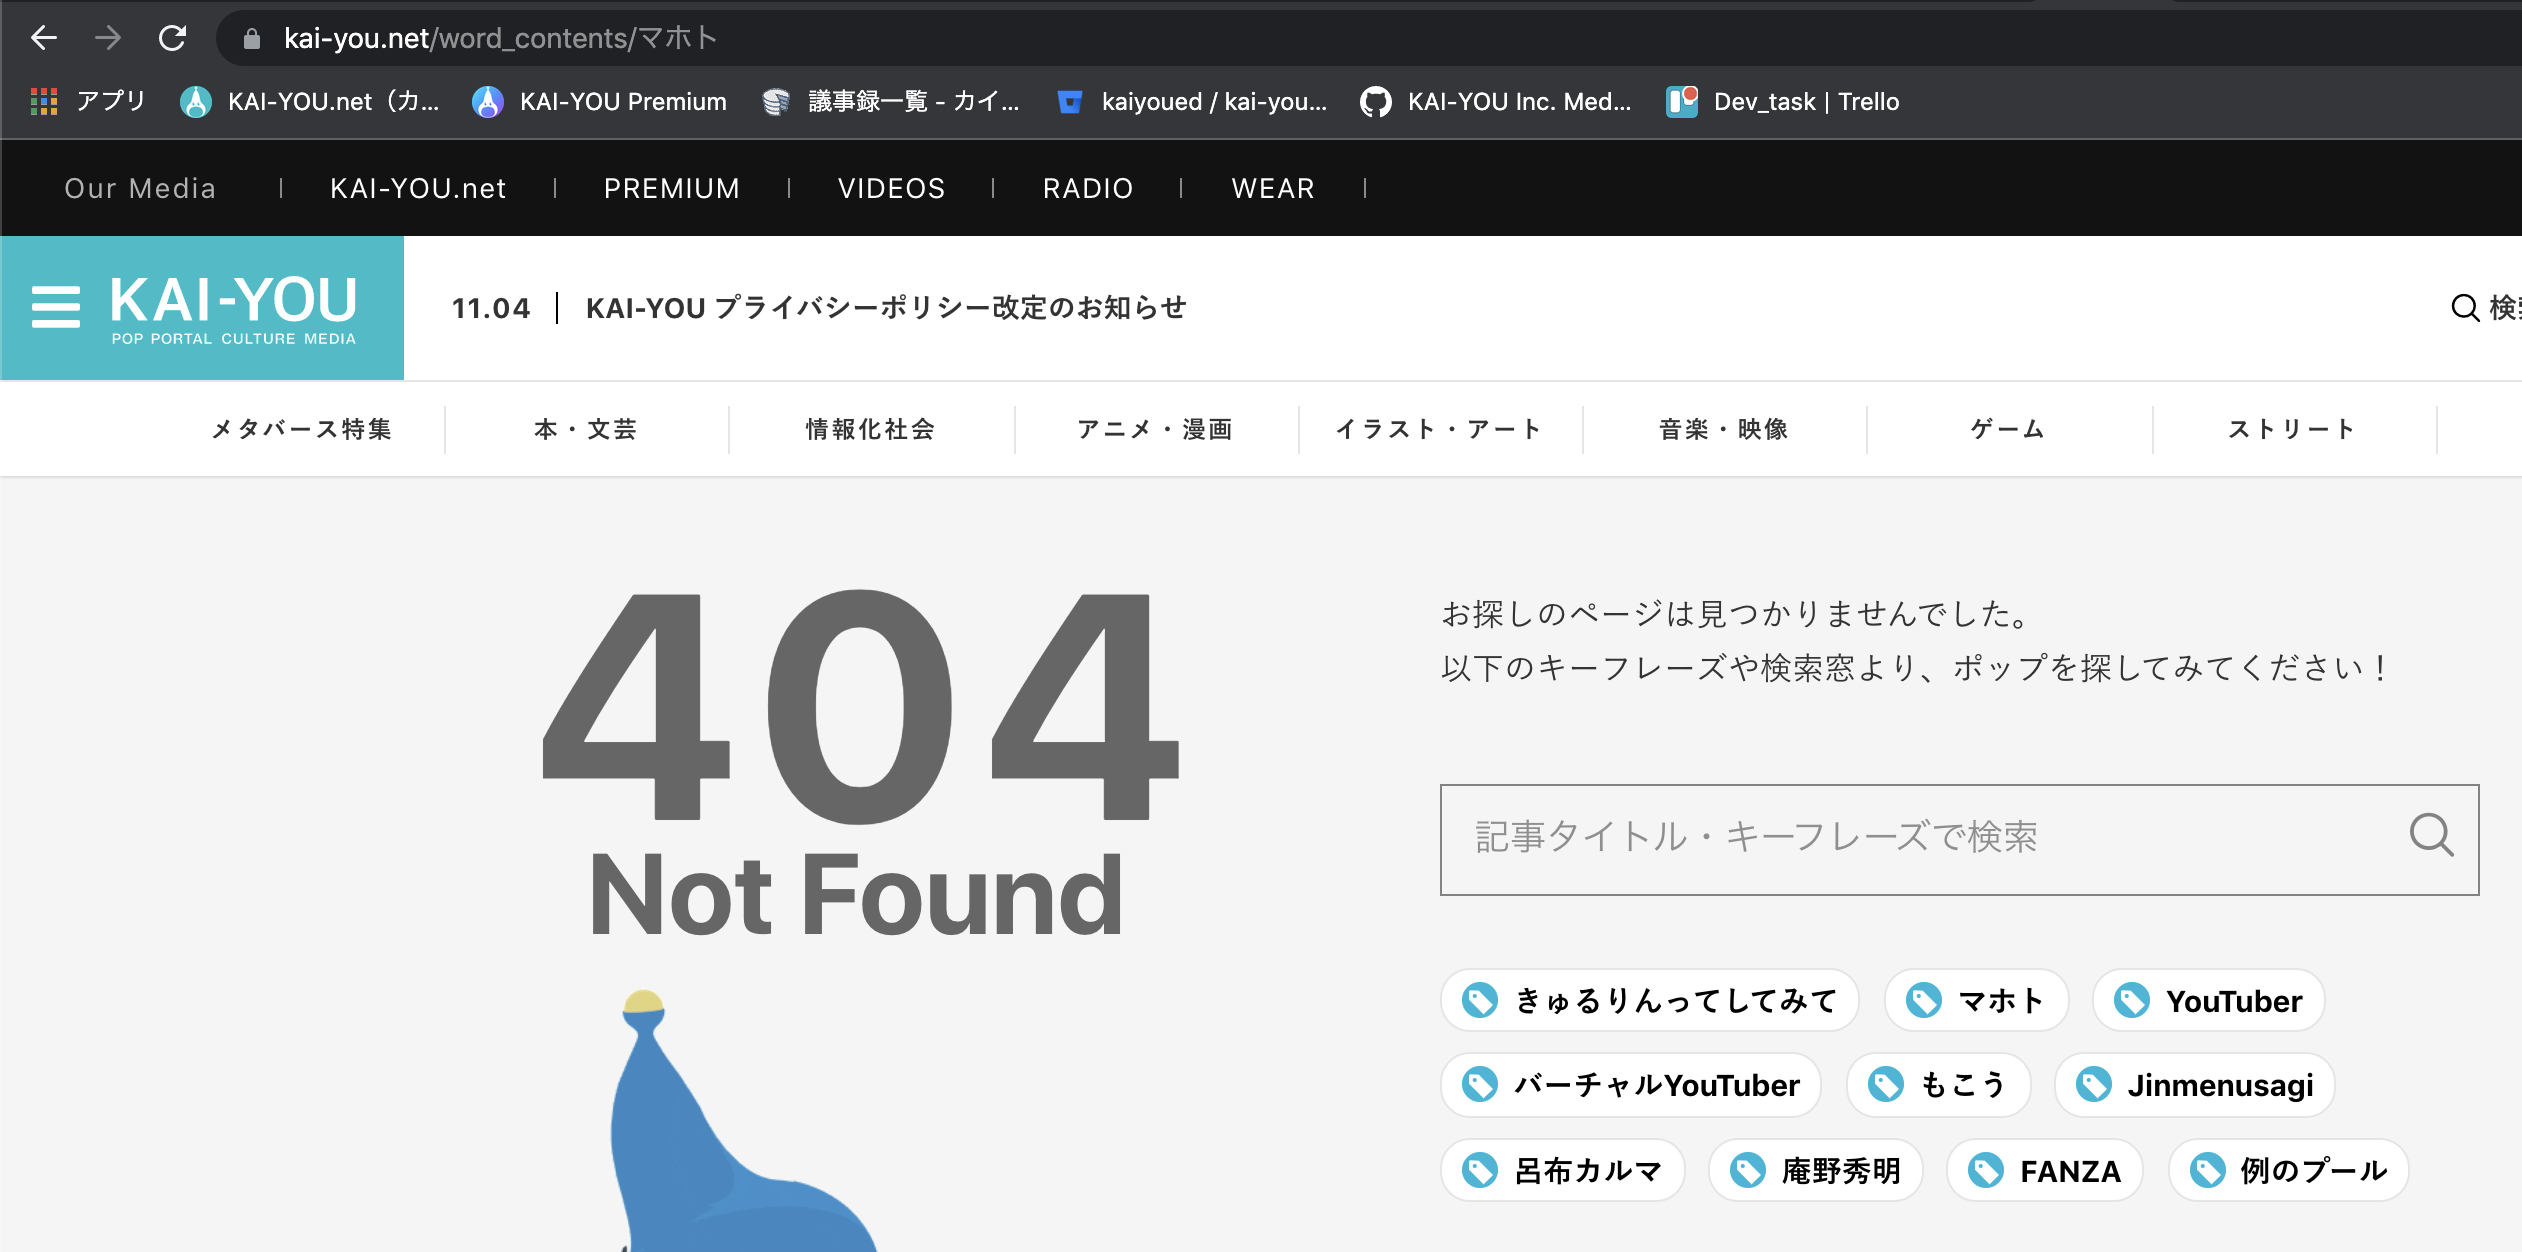 kai-you.net/word_contents/マホト
アプリ KAI-YOU.net（カ... KAI-YOU Premium 議事録一覧 - カイ... kaiyoued / kai-you... KAI-YOU Inc. Med... Dev_task | Trello
Our Media | KAI-YOU.net | PREMIUM | VIDEOS | RADIO | WEAR |
KAI-YOU
POP PORTAL CULTURE MEDIA
11.04 | KAI-YOU プライバシーポリシー改定のお知らせ
検
メタバース特集 本・文芸 情報化社会 アニメ・漫画 イラスト・アート 音楽・映像 ゲーム ストリート
404
Not Found
お探しのページは見つかりませんでした。
以下のキーフレーズや検索窓より、ポップを探してみてください！
記事タイトル・キーフレーズで検索
きゅるりんってしてみて マホト YouTuber
バーチャルYouTuber もこう Jinmenusagi
呂布カルマ 庵野秀明 FANZA 例のプール